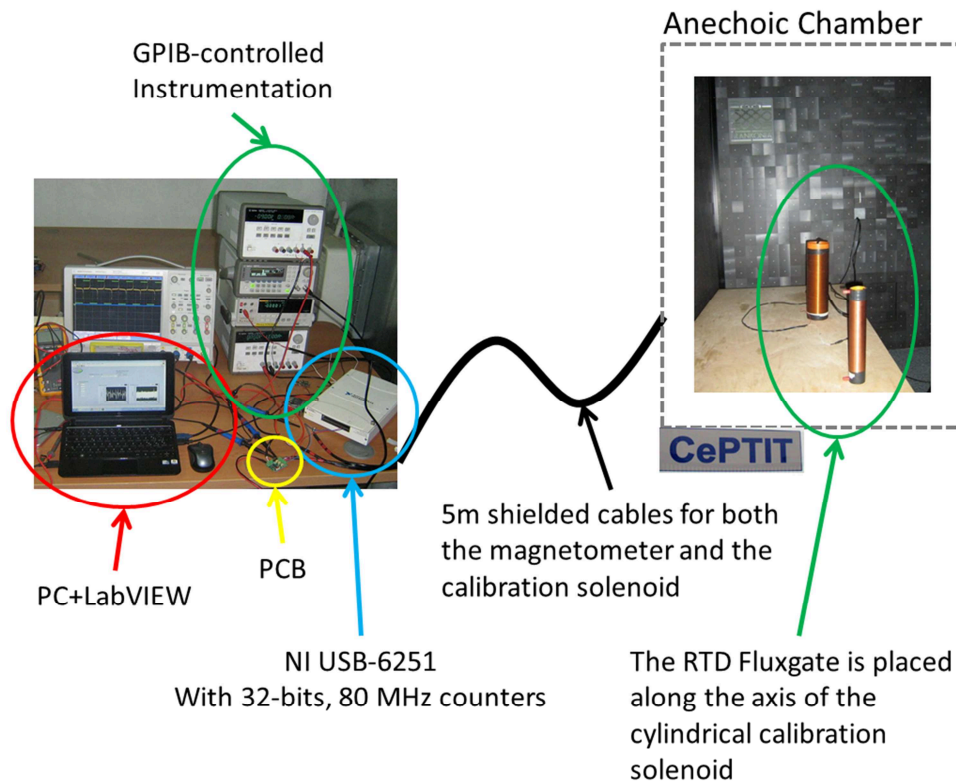 Anechoic Chamber
GPIB-controlled
Instrumentation
CePTIT
5m shielded cables for both
the magnetometer and the
calibration solenoid
PCB
PC+LabVIEW
NI USB-6251
With 32-bits, 80 MHz counters
The RTD Fluxgate is placed
along the axis of the
cylindrical calibration
solenoid